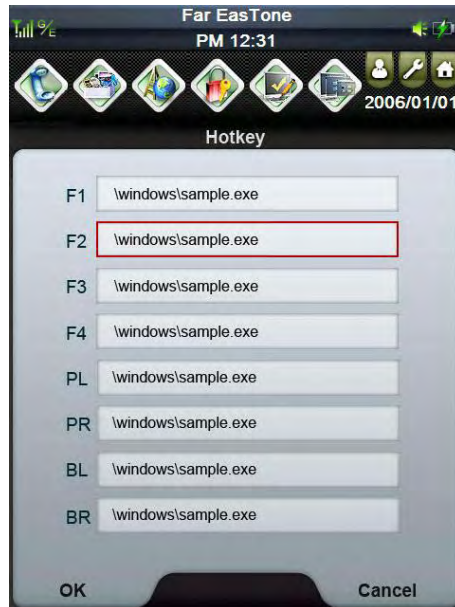 Far EasTone
G/E
PM 12:31
2006/01/01
Hotkey
F1 \windows\sample.exe
F2 \windows\sample.exe
F3 \windows\sample.exe
F4 \windows\sample.exe
PL \windows\sample.exe
PR \windows\sample.exe
BL \windows\sample.exe
BR \windows\sample.exe
OK Cancel